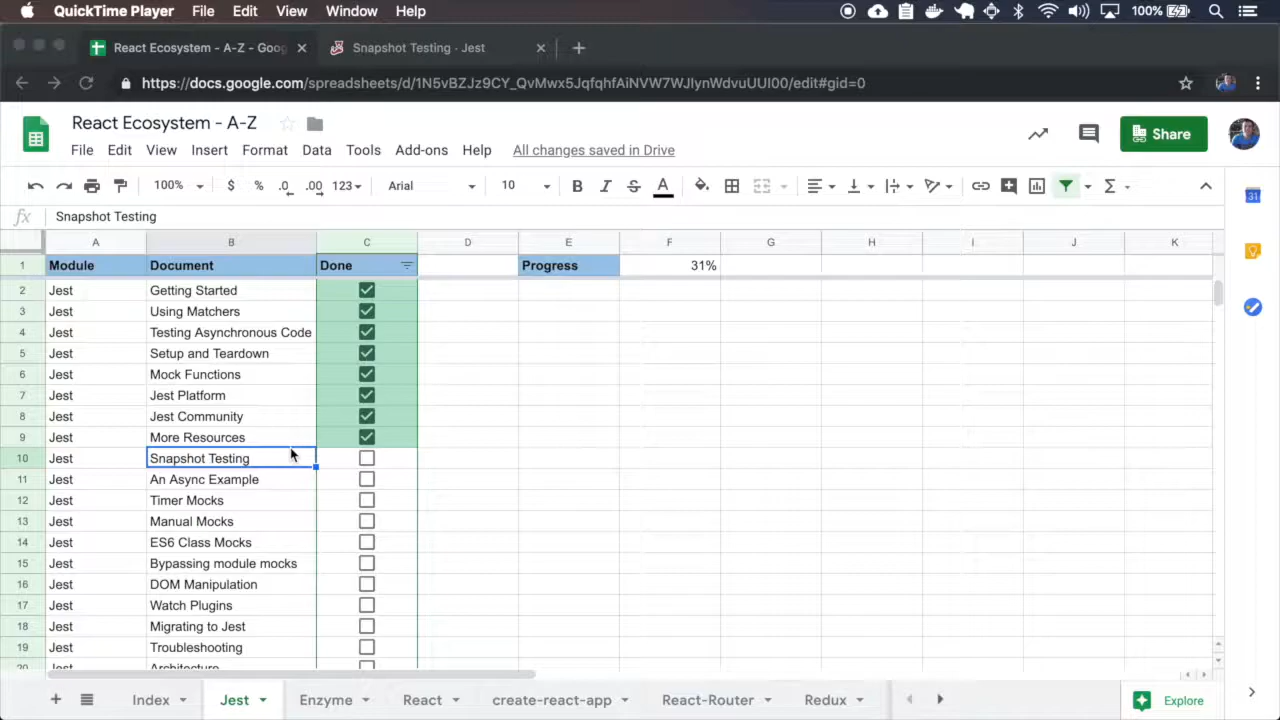 QuickTime Player File Edit View Window Help 100%
React Ecosystem - A-Z - Goog Snapshot Testing · Jest
https://docs.google.com/spreadsheets/d/1N5vBZJz9CY_QvMwx5JqfqhfAiNVW7WJlynWdvuUUI00/edit#gid=0
React Ecosystem - A-Z
File Edit View Insert Format Data Tools Add-ons Help All changes saved in Drive
Share
100% $ % .0 .00 123 Arial 10 B I S A Σ
fx Snapshot Testing
A B C D E F G H I J K
1 Module Document Done Progress 31%
2 Jest Getting Started
3 Jest Using Matchers
4 Jest Testing Asynchronous Code
5 Jest Setup and Teardown
6 Jest Mock Functions
7 Jest Jest Platform
8 Jest Jest Community
9 Jest More Resources
10 Jest Snapshot Testing
11 Jest An Async Example
12 Jest Timer Mocks
13 Jest Manual Mocks
14 Jest ES6 Class Mocks
15 Jest Bypassing module mocks
16 Jest DOM Manipulation
17 Jest Watch Plugins
18 Jest Migrating to Jest
19 Jest Troubleshooting
20 Jest Architecture
Index Jest Enzyme React create-react-app React-Router Redux Explore
31